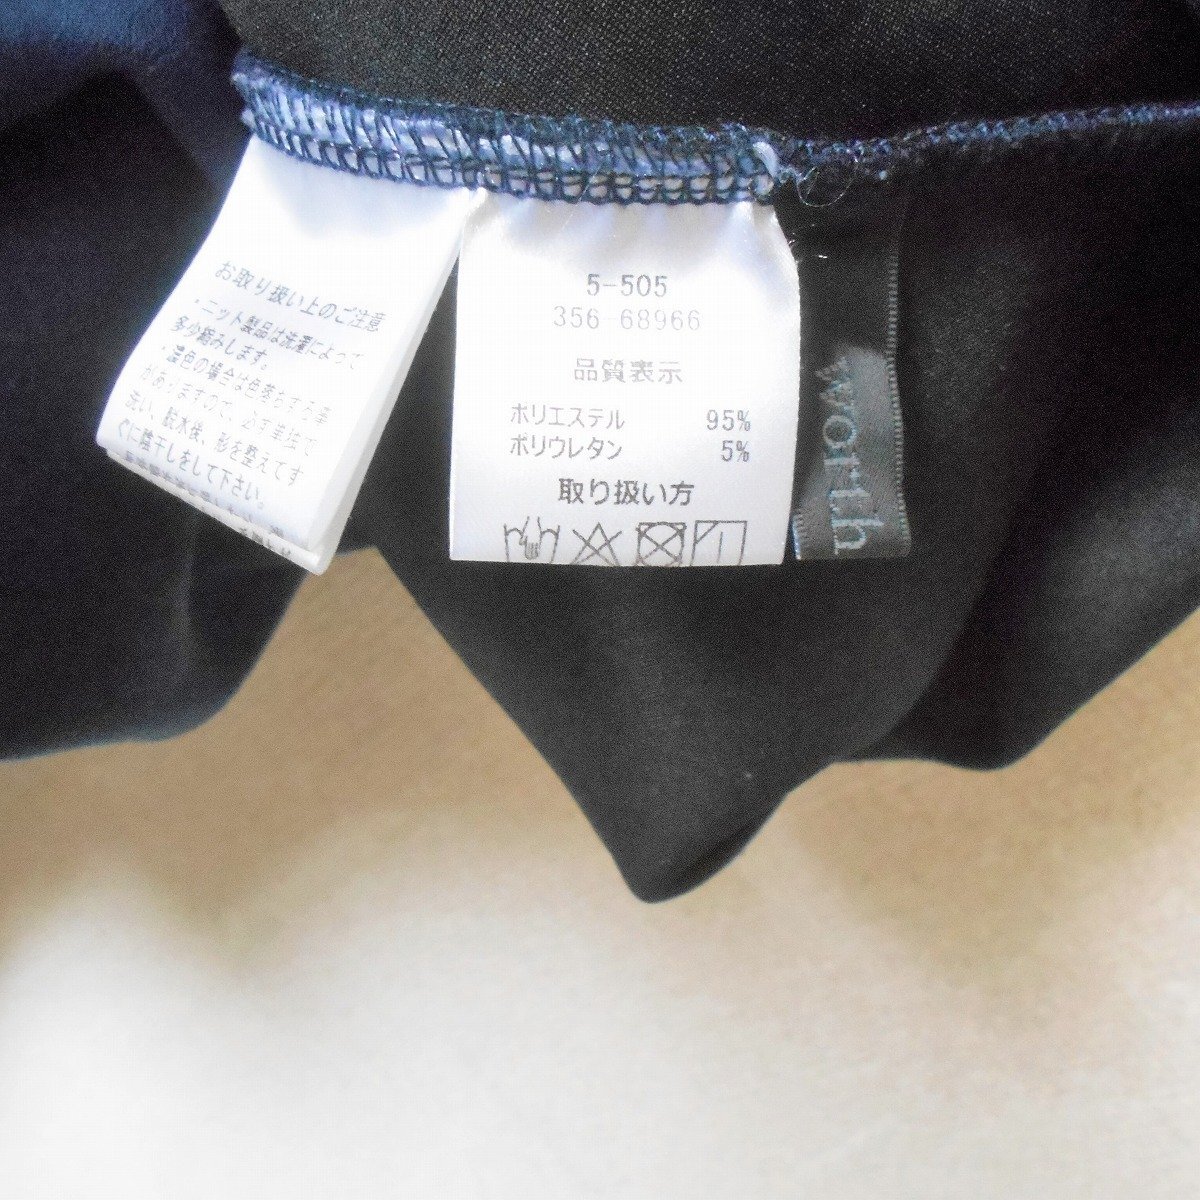 お取り扱い上のご注意
・ニット製品は洗濯によって
多少縮みします。
・濃色の場合は色落ちする事
がありますので、必ず単独で
洗い、脱水後、形を整えてす
ぐに陰干しをして下さい。
5-505
356-68966
品質表示
ポリエステル 95%
ポリウレタン 5%
取り扱い方
worth